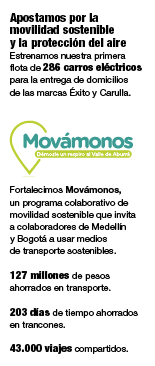 Apostamos por la
movilidad sostenible
y la protección del aire
Estrenamos nuestra primera
flota de 286 carros eléctricos
para la entrega de domicilios
de las marcas Éxito y Carulla.
Movámonos
Démosle un respiro al Valle de Aburrá
Fortalecimos Movámonos,
un programa colaborativo de
movilidad sostenible que invita
a colaboradores de Medellín
y Bogotá a usar medios
de transporte sostenibles.
127 millones de pesos
ahorrados en transporte.
203 días de tiempo ahorrados
en trancones.
43.000 viajes compartidos.